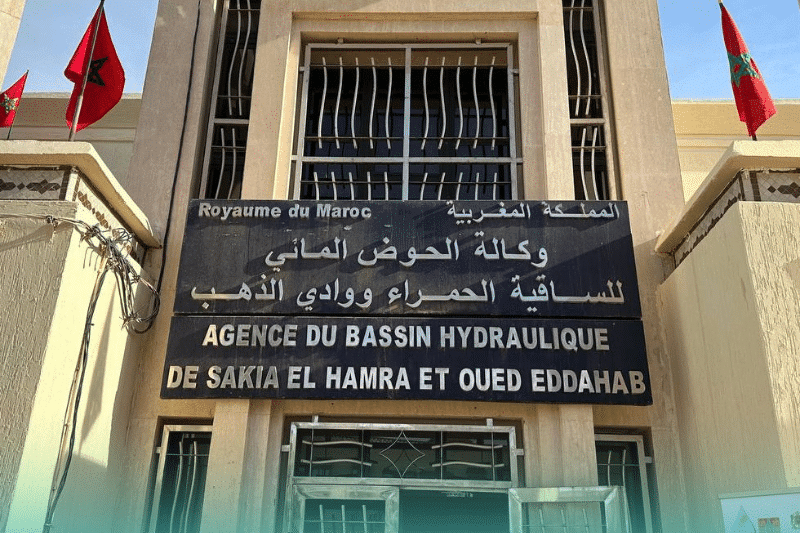 Royaume du Maroc المملكة المغربية
وكالة الحوض المائي
للساقية الحمراء ووادي الذهب
AGENCE DU BASSIN HYDRAULIQUE
DE SAKIA EL HAMRA ET OUED EDDAHAB